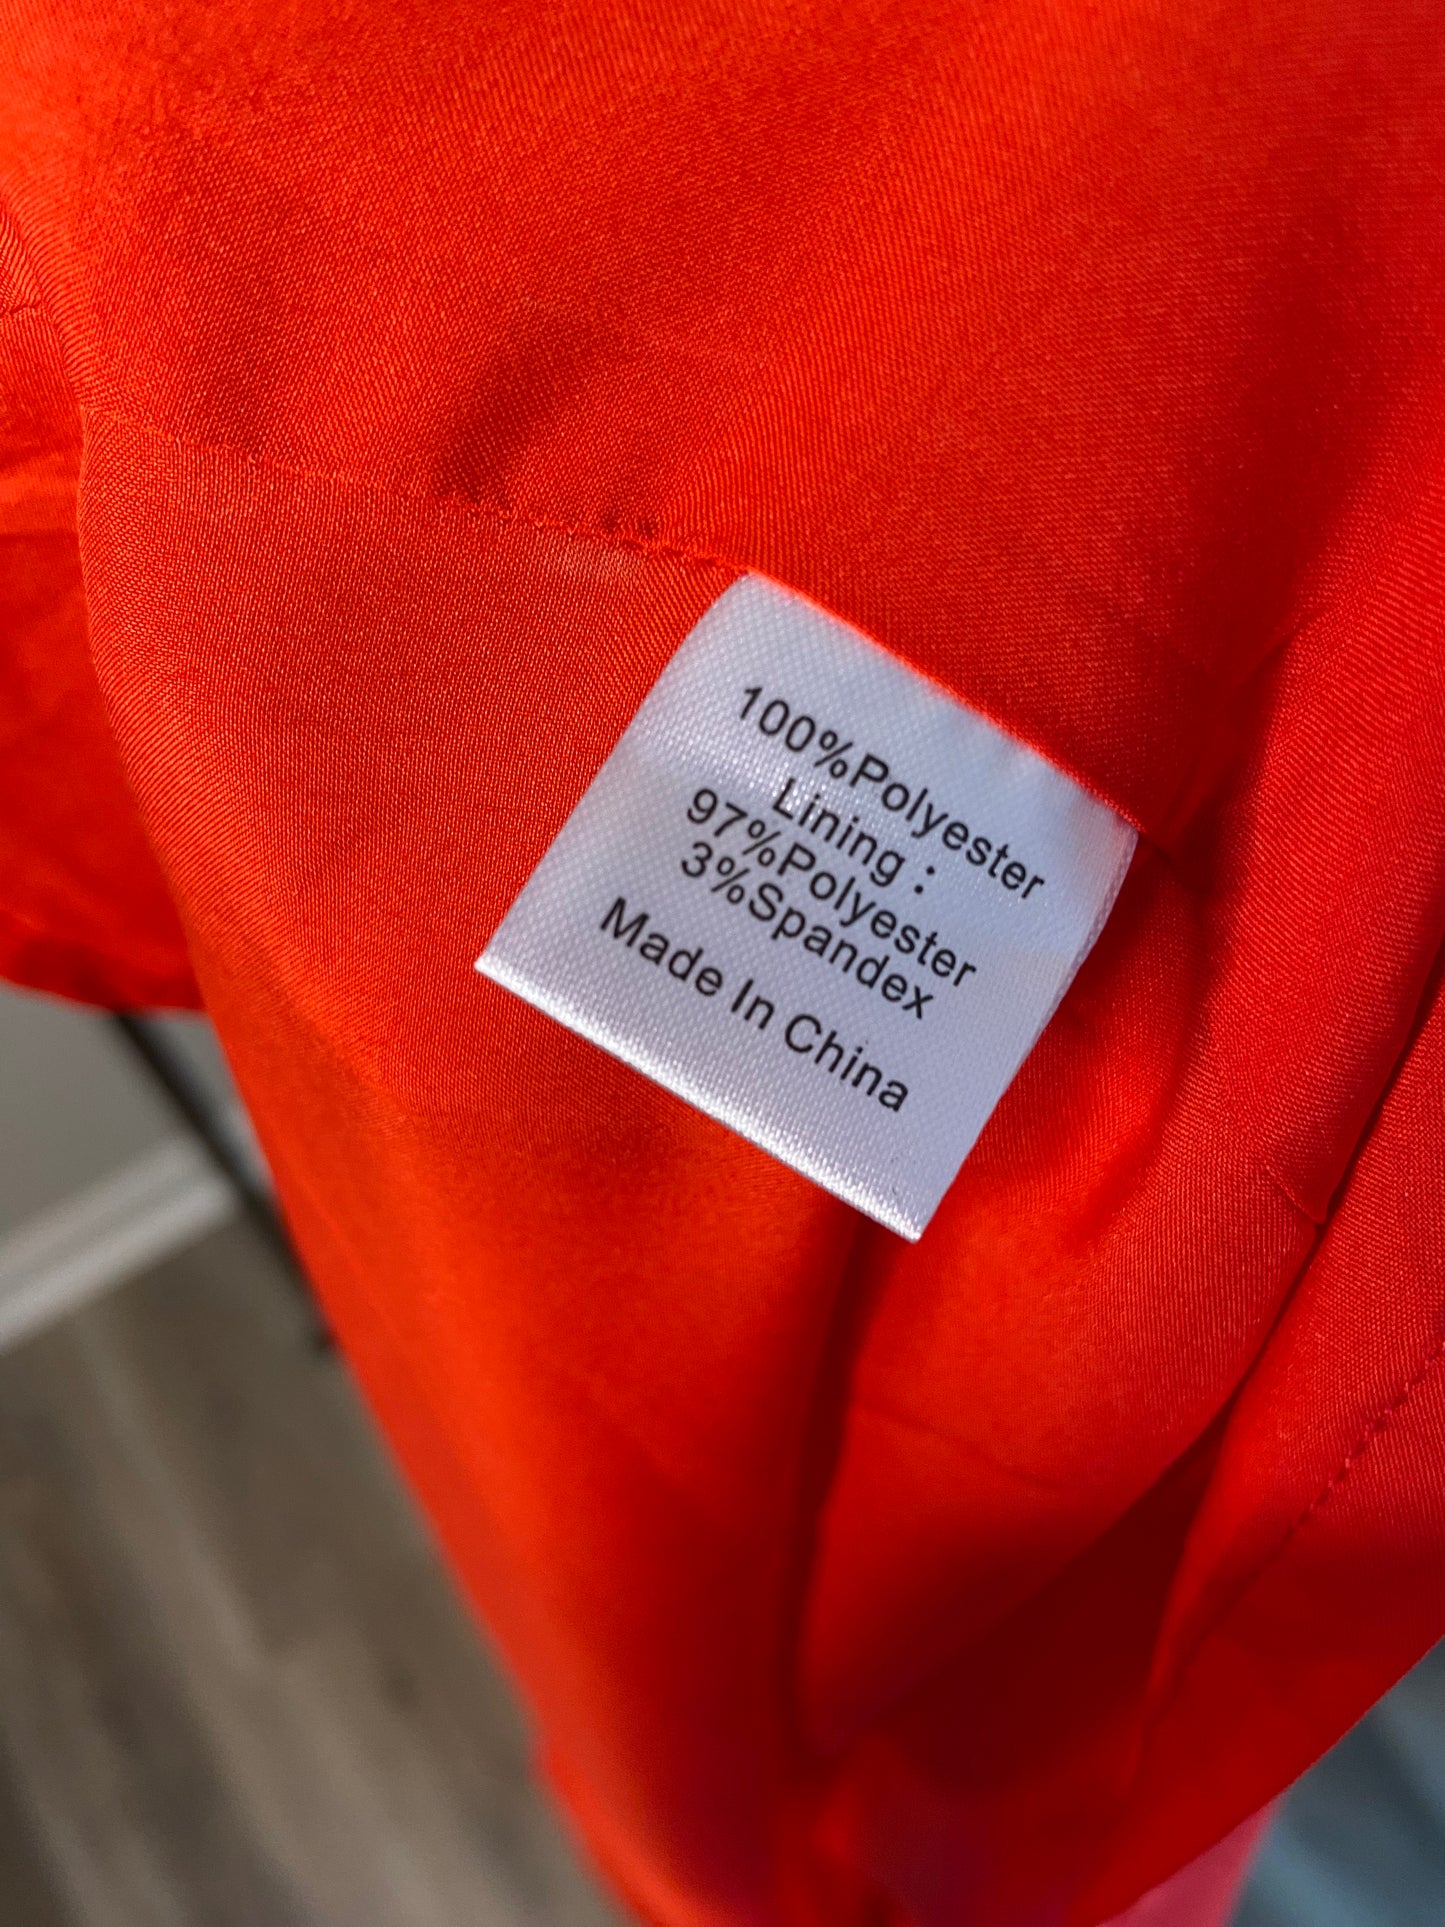 100%Polyester
Lining :
97%Polyester
3%Spandex
Made In China